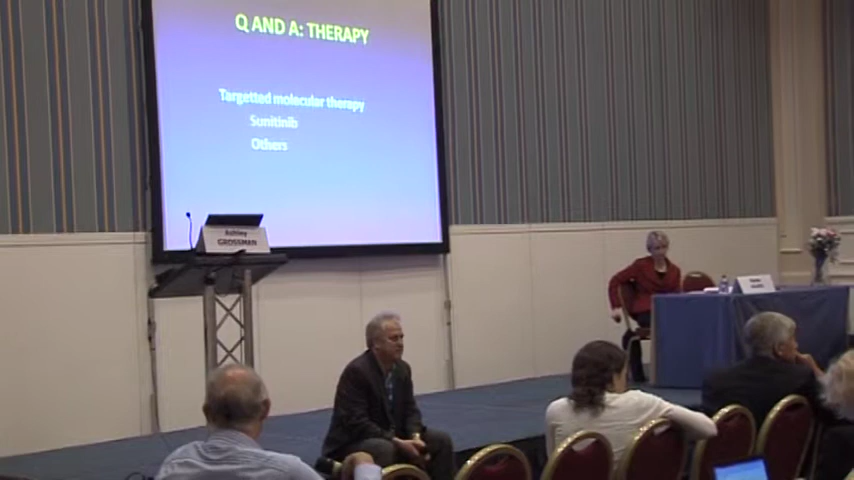 Q AND A: THERAPY
Targetted molecular therapy
Sunitinib
Others
Ashley
GROSSMAN